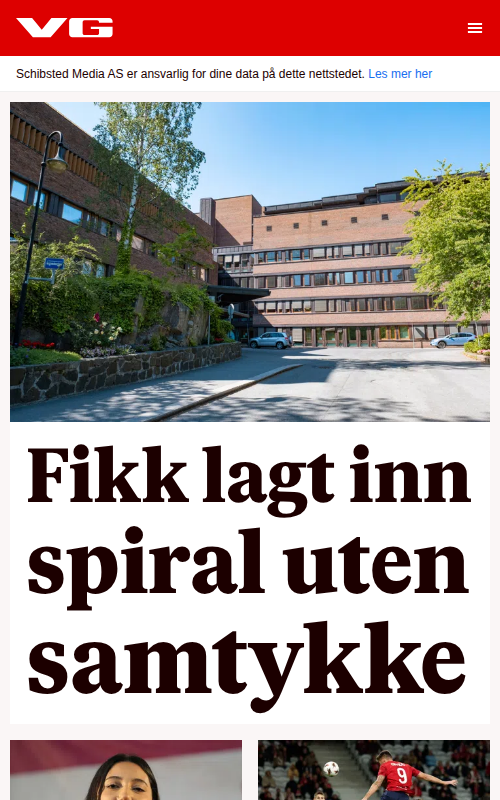 VG
Schibsted Media AS er ansvarlig for dine data på dette nettstedet. Les mer her
Fikk lagt inn
spiral uten
samtykke
9